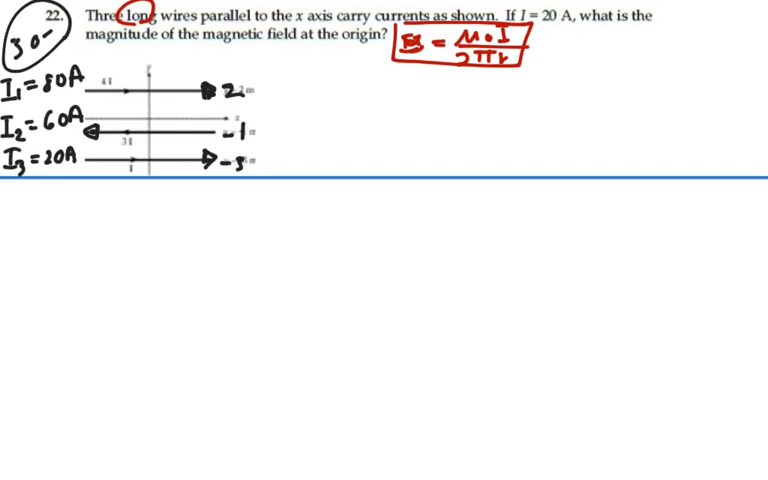 22. Three long wires parallel to the x axis carry currents as shown. If I = 20 A, what is the
magnitude of the magnetic field at the origin?
B = μ₀I / 2πr
30-
I₁ = 80A
4I
2 m
I₂ = 60A
-1
3I
I₃ = 20A
-3
I